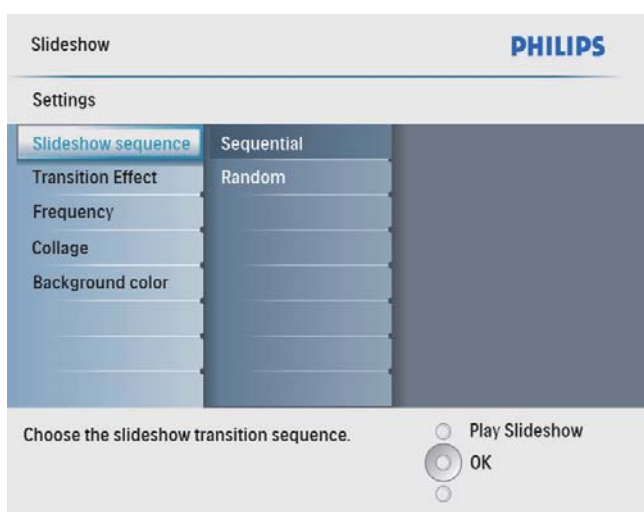 Slideshow
PHILIPS
Settings
Slideshow sequence
Sequential
Transition Effect
Random
Frequency
Collage
Background color
Choose the slideshow transition sequence.
Play Slideshow
OK